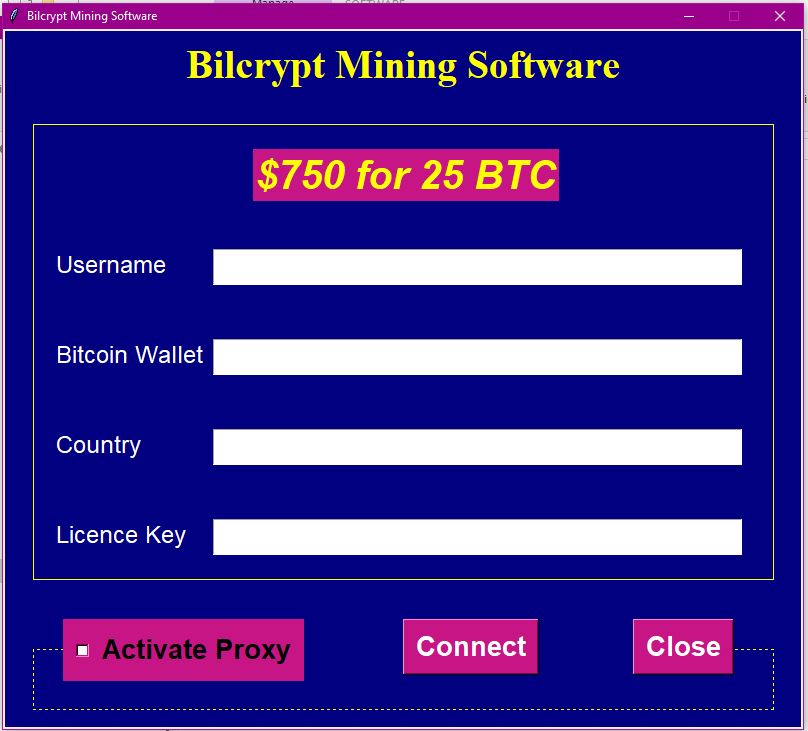 Manage
Bilcrypt Mining Software
Bilcrypt Mining Software
$750 for 25 BTC
Username
Bitcoin Wallet
Country
Licence Key
Activate Proxy
Connect
Close